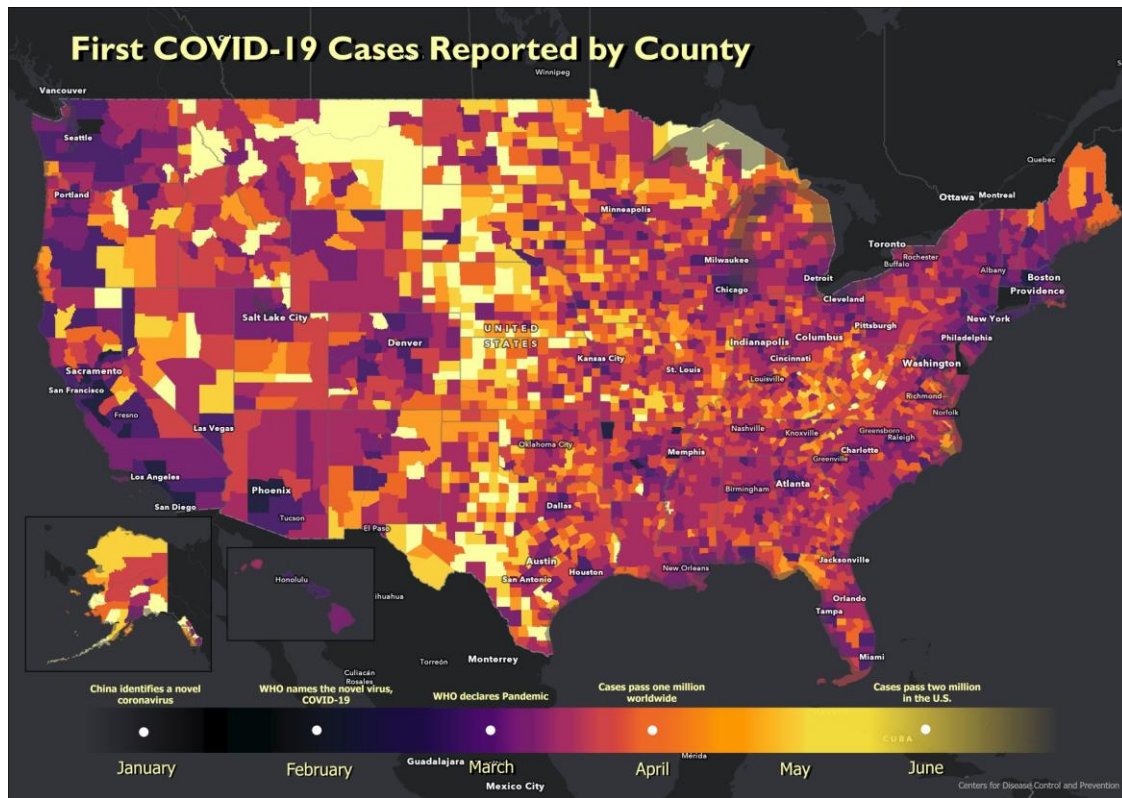 First COVID-19 Cases Reported by County
Winnipeg
Vancouver
Seattle
Quebec
Portland
Ottawa Montreal
Minneapolis
Toronto
Rochester
Buffalo
Albany
Milwaukee
Boston
Detroit
Providence
Chicago
Cleveland
Salt Lake City
New York
UNITED
STATES
Pittsburgh
Denver
Indianapolis
Columbus
Philadelphia
Kansas City
Cincinnati
Washington
Sacramento
St. Louis
San Francisco
Louisville
Richmond
Fresno
Norfolk
Las Vegas
Nashville
Knoxville
Greensboro
Raleigh
Oklahoma City
Memphis
Charlotte
Greenville
Los Angeles
Phoenix
Birmingham
Atlanta
San Diego
Tucson
Dallas
El Paso
Jacksonville
Austin
New Orleans
Honolulu
San Antonio
Houston
Orlando
ihuahua
Tampa
Torreón
Monterrey
Miami
Culiacán
Rosales
China identifies a novel
coronavirus
WHO names the novel virus,
COVID-19
WHO declares Pandemic
Cases pass one million
worldwide
Cases pass two million
in the U.S.
CUBA
Mérida
January
February
Guadalajara
March
April
May
June
Mexico City
Centers for Disease Control and Prevention